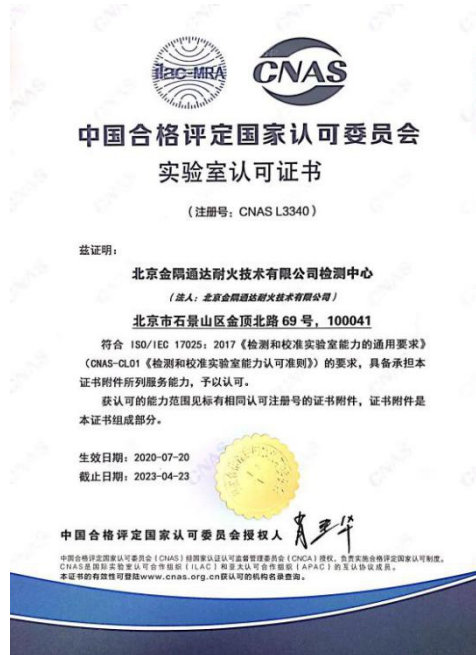 ilac-MRA
CNAS
中国合格评定国家认可委员会
实验室认可证书
（注册号：CNAS L3340）
兹证明：
北京金隅通达耐火技术有限公司检测中心
（法人：北京金隅通达耐火技术有限公司）
北京市石景山区金顶北路 69 号，100041
符合 ISO/IEC 17025：2017《检测和校准实验室能力的通用要求》
（CNAS-CL01《检测和校准实验室能力认可准则》）的要求，具备承担本
证书附件所列服务能力，予以认可。
获认可的能力范围见标有相同认可注册号的证书附件，证书附件是
本证书组成部分。
生效日期：2020-07-20
截止日期：2023-04-23
中国合格评定国家认可委员会授权人
中国合格评定国家认可委员会（CNAS）经国家认证认可监督管理委员会（CNCA）授权，负责实施合格评定国家认可制度。
CNAS是国际实验室认可合作组织（ILAC）和亚太认可合作组织（APAC）的互认协议成员。
本证书的有效性可登陆www.cnas.org.cn获认可的机构名录查询。